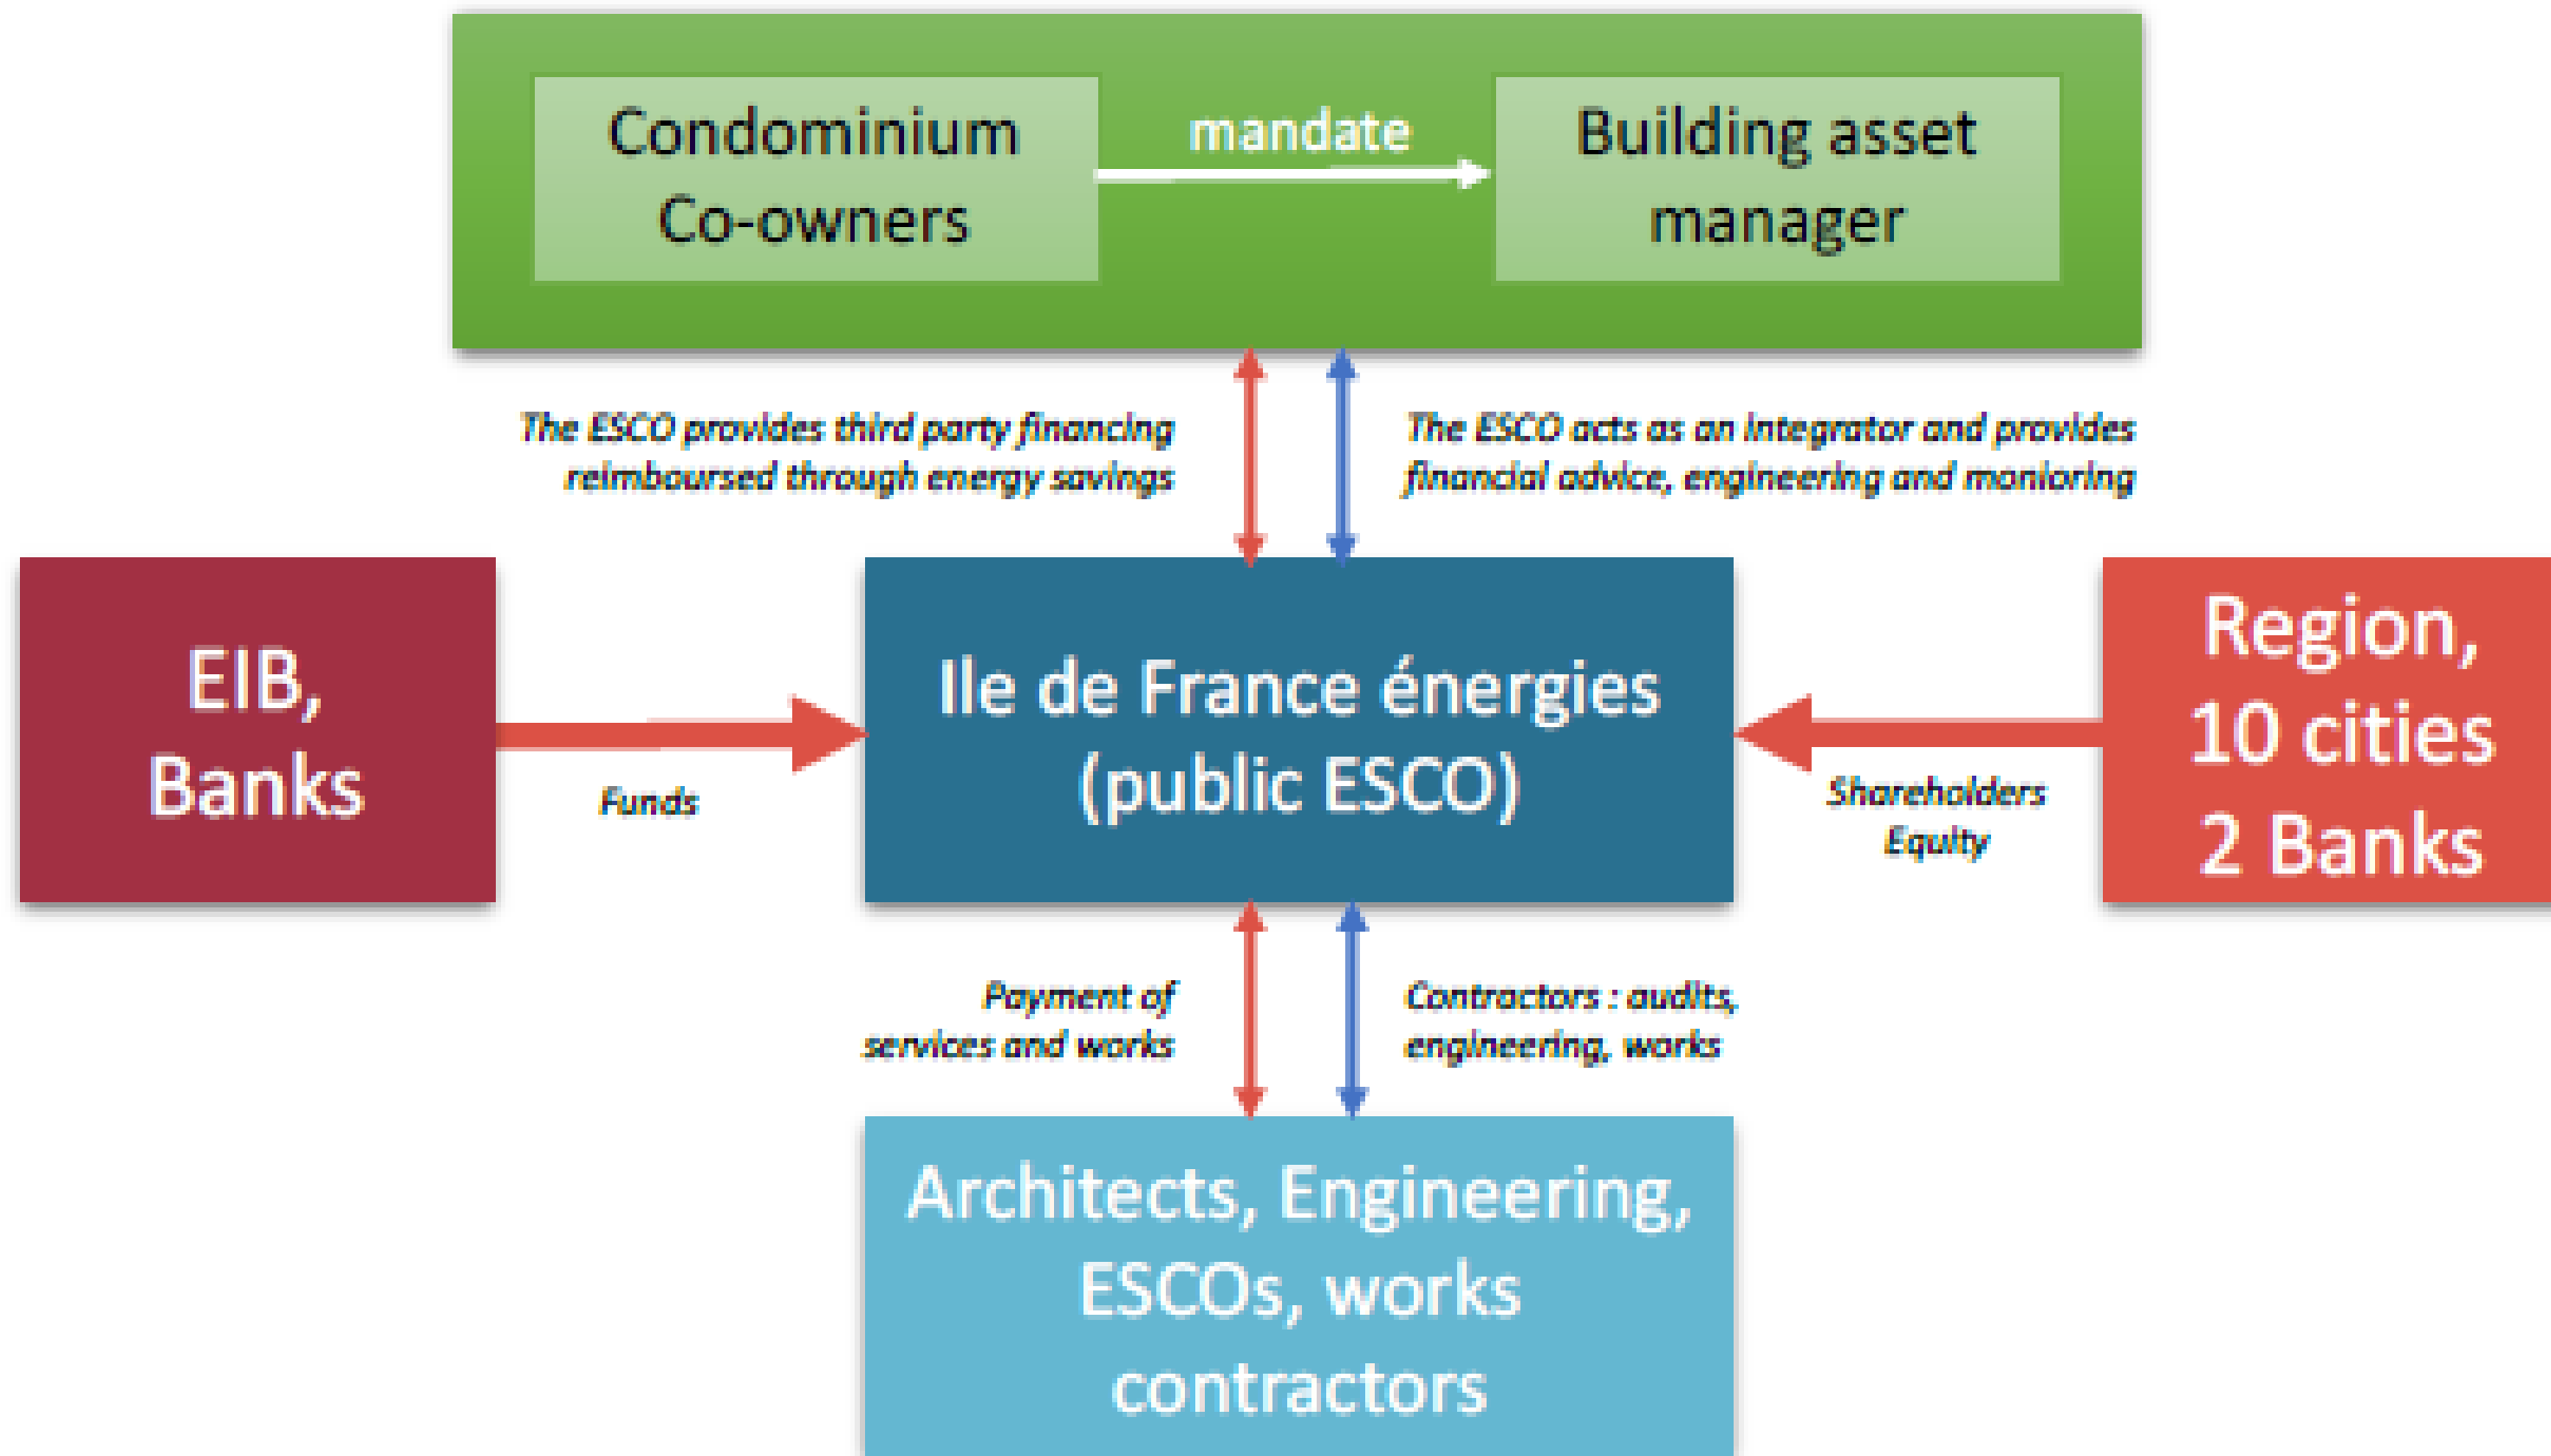 Condominium
Co-owners
mandate
Building asset
manager
The ESCO provides third party financing
reimboursed through energy savings
The ESCO acts as an integrator and provides
financial advice, engineering and monioring
EIB,
Banks
Funds
Ile de France énergies
(public ESCO)
Shareholders
Equity
Region,
10 cities
2 Banks
Payment of
services and works
Contractors : audits,
engineering, works
Architects, Engineering,
ESCOs, works
contractors